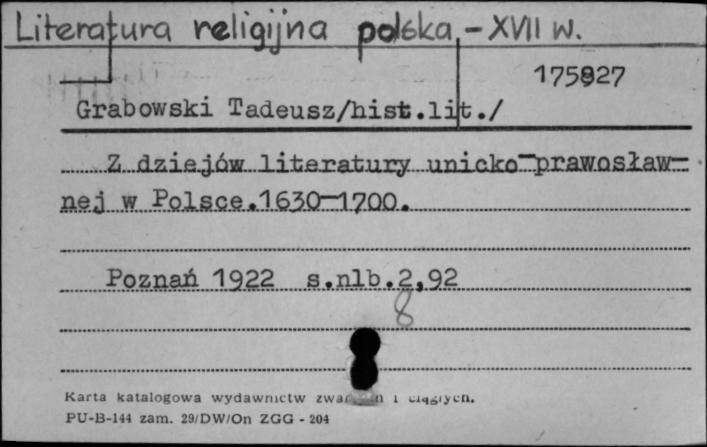 Literatura religijna polska - XVII w.
175927
Grabowski Tadeusz/hist.lit./
Z dziejów literatury unicko-prawosław-
nej w Polsce.1630-1700.
Poznań 1922 s.nlb.2,92
8
Karta katalogowa wydawnictw i ciągłych.
PU-B-144 zam. 29/DW/On ZGG - 204